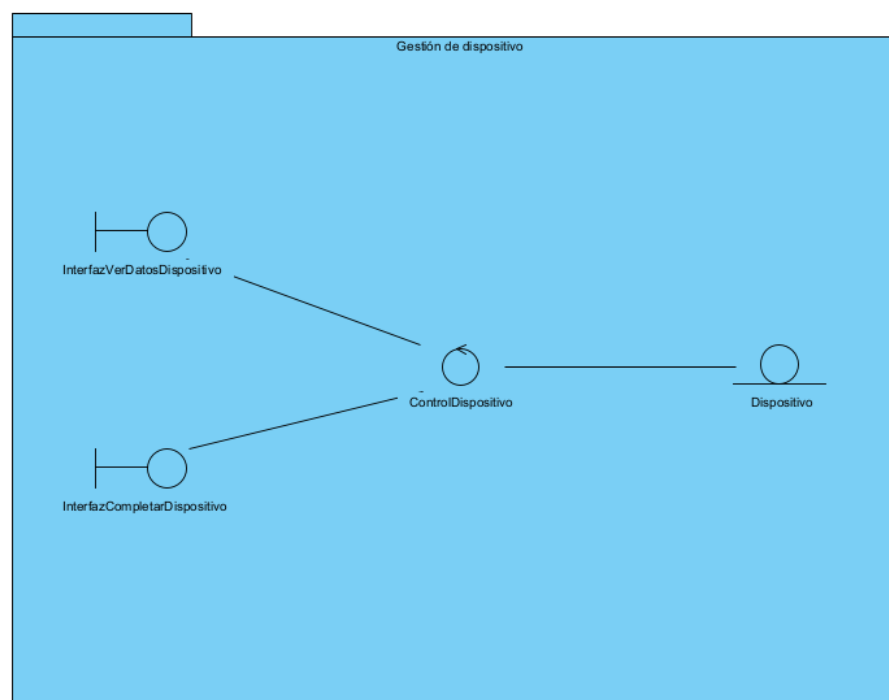 Gestión de dispositivo
InterfazVerDatosDispositivo
ControlDispositivo
Dispositivo
InterfazCompletarDispositivo